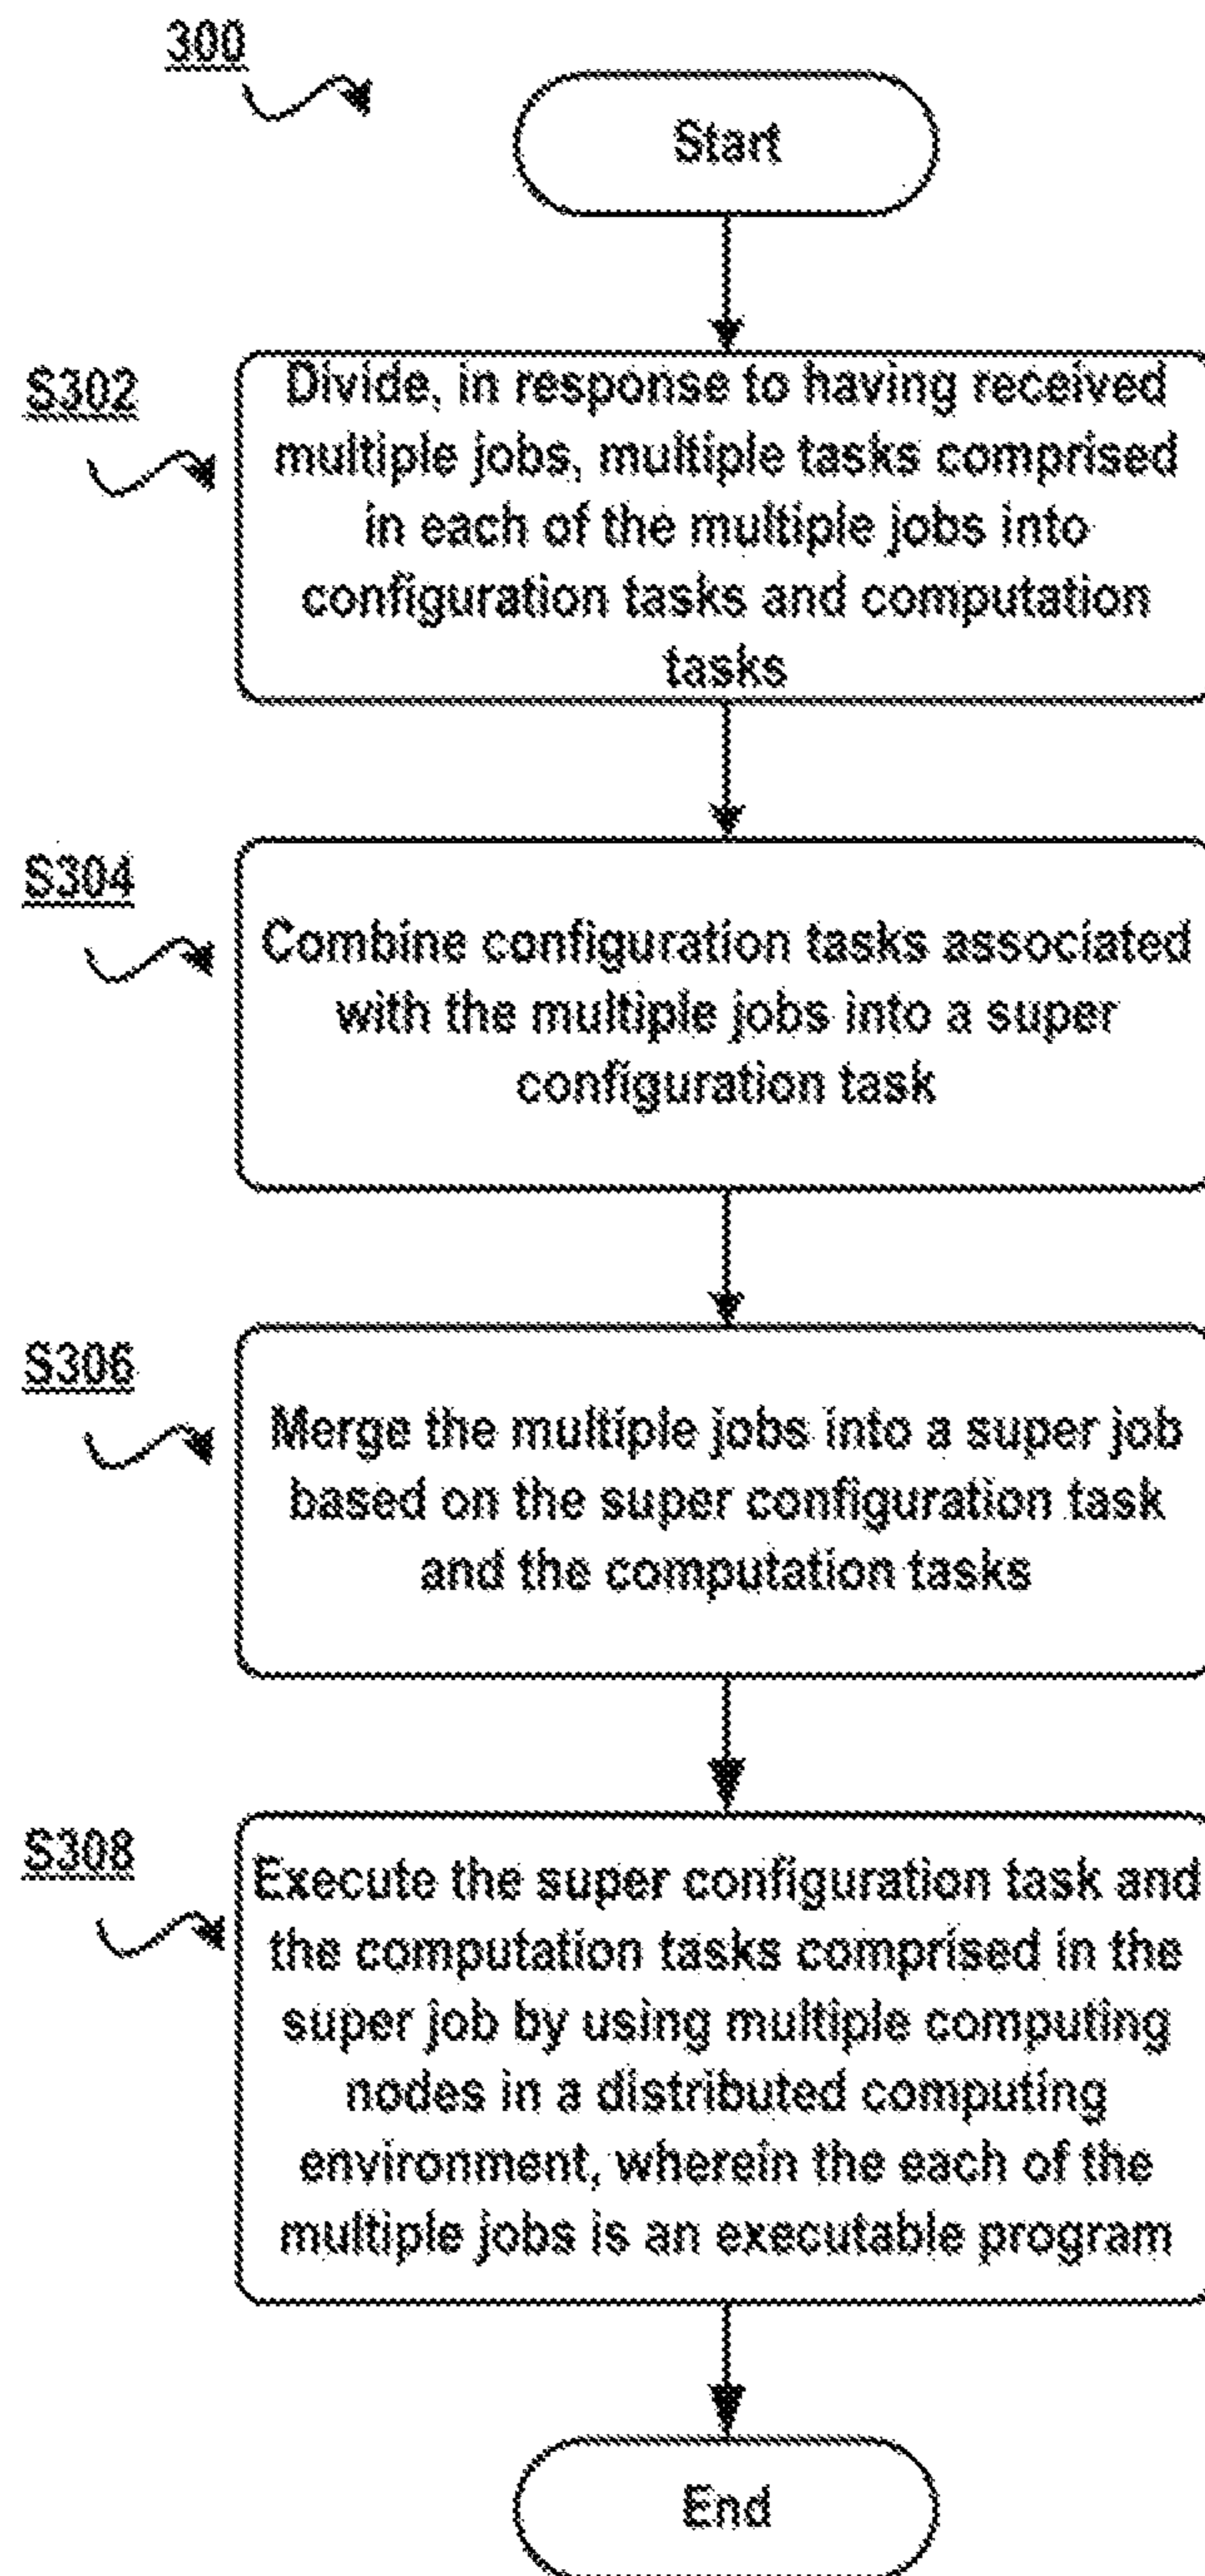 300
Start
S302
Divide, in response to having received
multiple jobs, multiple tasks comprised
in each of the multiple jobs into
configuration tasks and computation
tasks
S304
Combine configuration tasks associated
with the multiple jobs into a super
configuration task
S306
Merge the multiple jobs into a super job
based on the super configuration task
and the computation tasks
S308
Execute the super configuration task and
the computation tasks comprised in the
super job by using multiple computing
nodes in a distributed computing
environment, wherein the each of the
multiple jobs is an executable program
End